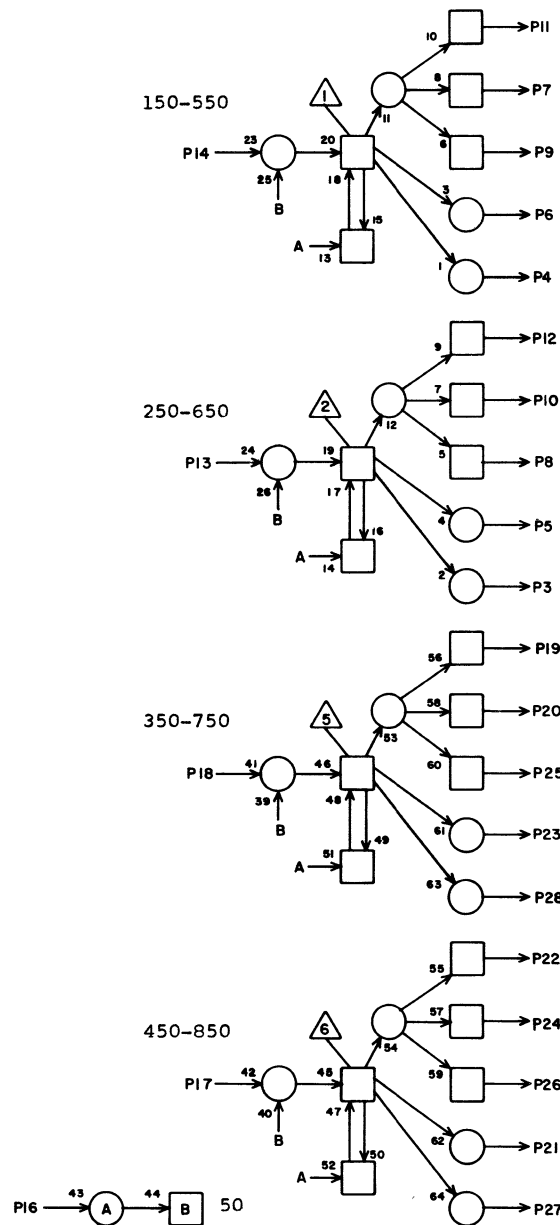 10 P11
150-550 1 8 P7
11
P14 23 20 6 P9
25 18 3 P6
B 15
A 13 1 P4
9 P12
250-650 2 7 P10
12
P13 24 19 5 P8
26 17 4 P5
B 16
A 14 2 P3
56 P19
350-750 5 58 P20
53
P18 41 46 60 P25
39 48 61 P23
B 49
A 51 63 P28
55 P22
450-850 6 57 P24
54
P17 42 45 59 P26
40 47 62 P21
B 50
A 52 64 P27
P16 43 A 44 B 50